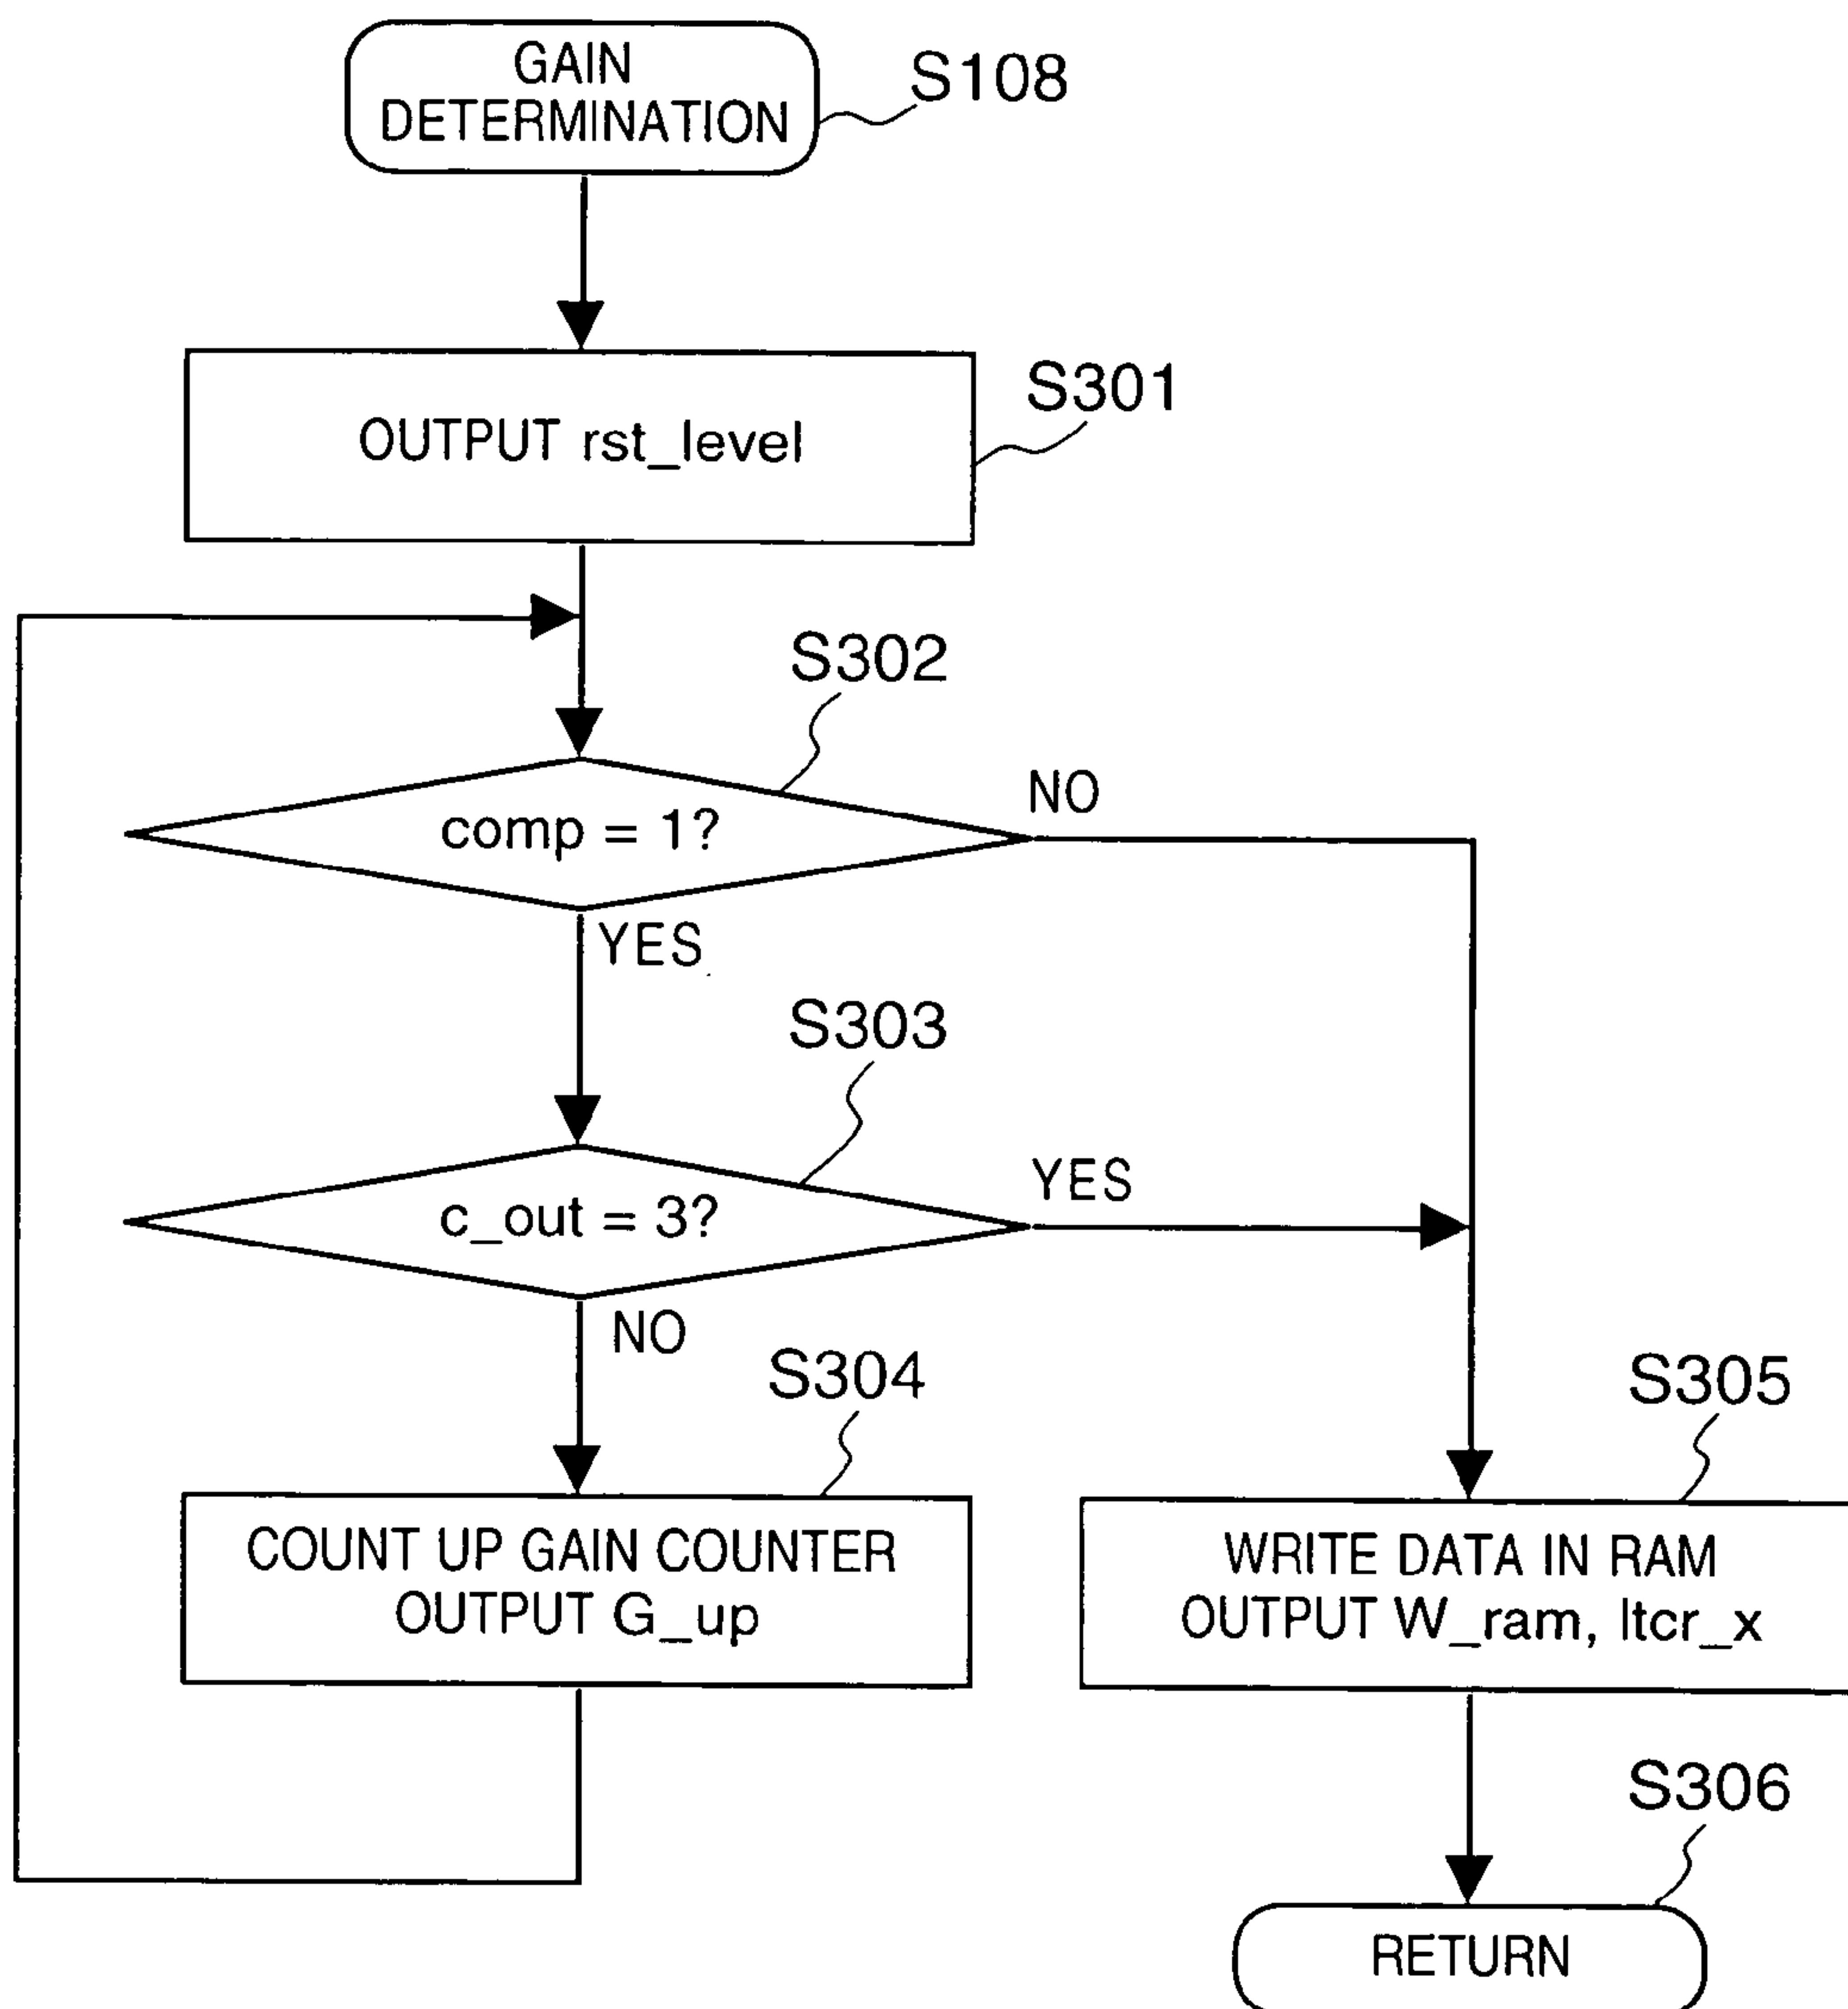 GAIN
DETERMINATION
S108
OUTPUT rst_level
S301
S302
comp = 1?
NO
YES
S303
c_out = 3?
YES
NO
S304
COUNT UP GAIN COUNTER
OUTPUT G_up
S305
WRITE DATA IN RAM
OUTPUT W_ram, ltcr_x
S306
RETURN